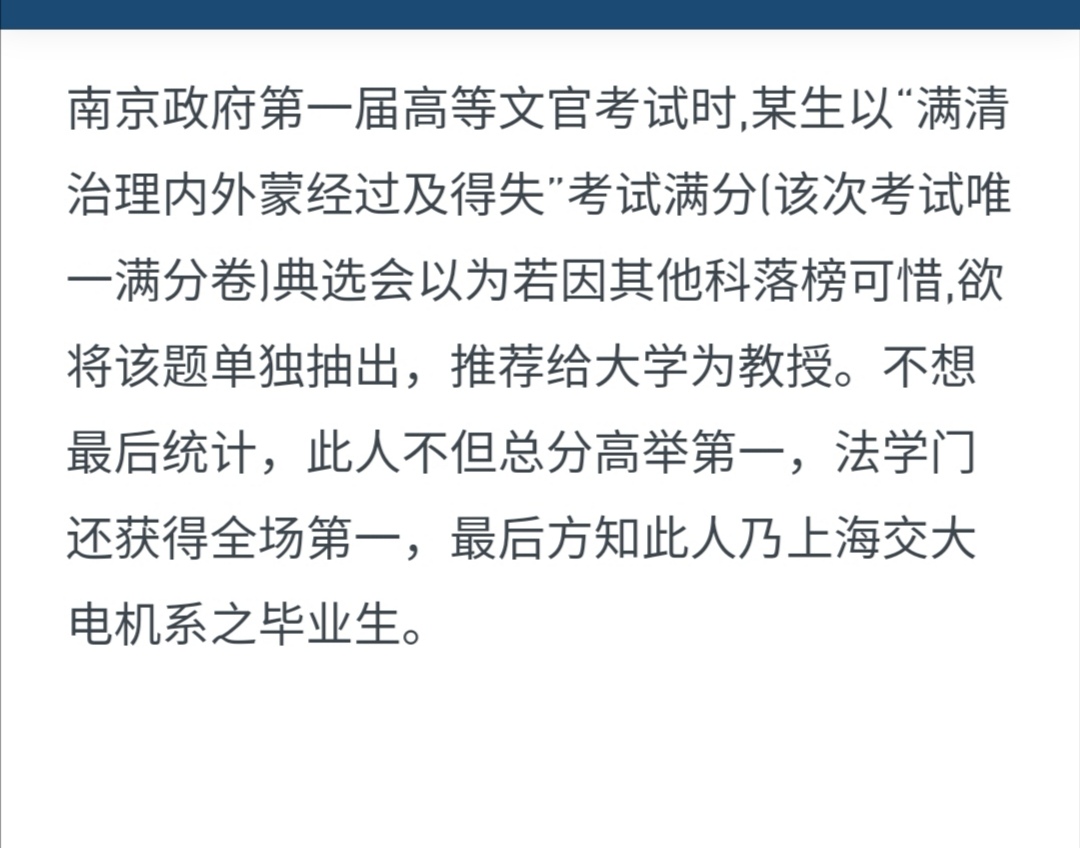 南京政府第一届高等文官考试时,某生以“满清
治理内外蒙经过及得失”考试满分(该次考试唯
一满分卷)典选会以为若因其他科落榜可惜,欲
将该题单独抽出，推荐给大学为教授。不想
最后统计，此人不但总分高举第一，法学门
还获得全场第一，最后方知此人乃上海交大
电机系之毕业生。